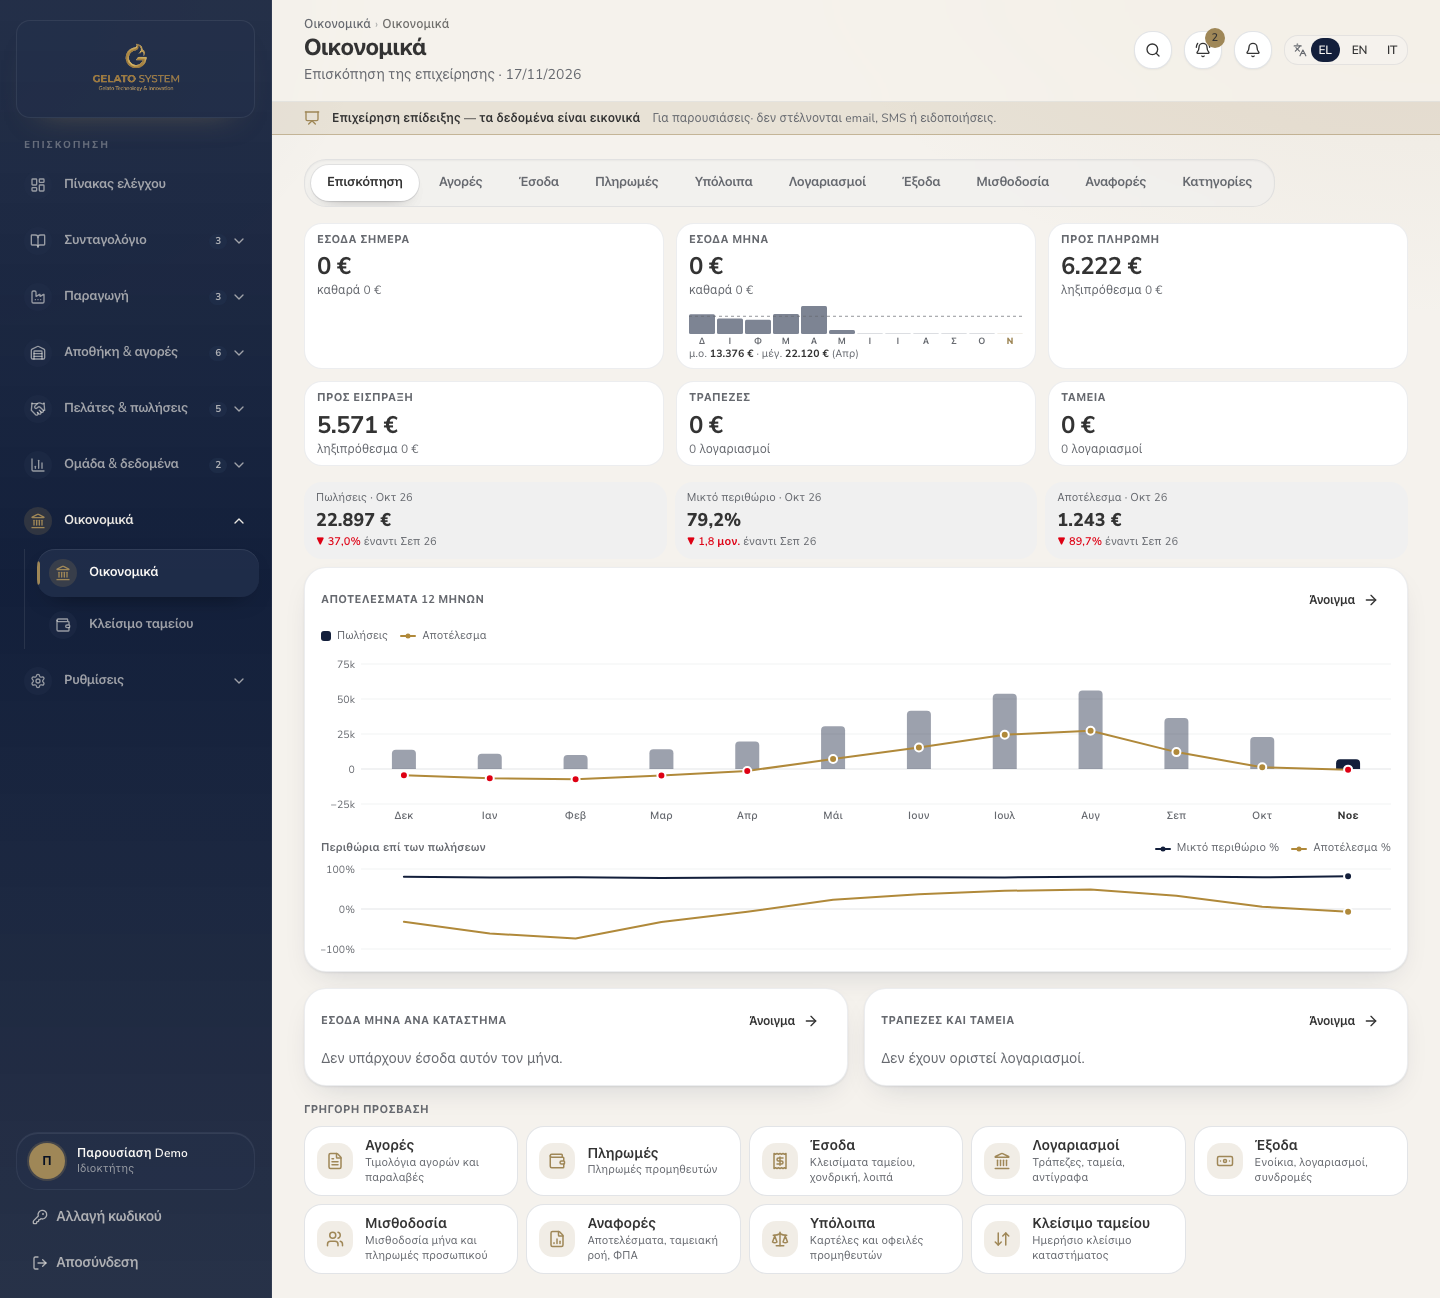 GELATO SYSTEM
Gelato Technology & Innovation
ΕΠΙΣΚΟΠΗΣΗ
Πίνακας ελέγχου
Συνταγολόγιο 3
Παραγωγή 3
Αποθήκη & αγορές 6
Πελάτες & πωλήσεις 5
Ομάδα & δεδομένα 2
Οικονομικά
Οικονομικά
Κλείσιμο ταμείου
Ρυθμίσεις
Π
Παρουσίαση Demo
Ιδιοκτήτης
Αλλαγή κωδικού
Αποσύνδεση
Οικονομικά › Οικονομικά
Οικονομικά
Επισκόπηση της επιχείρησης · 17/11/2026
2
EL EN IT
Επιχείρηση επίδειξης — τα δεδομένα είναι εικονικά Για παρουσιάσεις· δεν στέλνονται email, SMS ή ειδοποιήσεις.
Επισκόπηση Αγορές Έσοδα Πληρωμές Υπόλοιπα Λογαριασμοί Έξοδα Μισθοδοσία Αναφορές Κατηγορίες
ΕΣΟΔΑ ΣΗΜΕΡΑ
0 €
καθαρά 0 €
ΕΣΟΔΑ ΜΗΝΑ
0 €
καθαρά 0 €
Δ Ι Φ Μ Α Μ Ι Ι Α Σ Ο Ν
μ.ο. 13.376 € · μέγ. 22.120 € (Απρ)
ΠΡΟΣ ΠΛΗΡΩΜΗ
6.222 €
ληξιπρόθεσμα 0 €
ΠΡΟΣ ΕΙΣΠΡΑΞΗ
5.571 €
ληξιπρόθεσμα 0 €
ΤΡΑΠΕΖΕΣ
0 €
0 λογαριασμοί
ΤΑΜΕΙΑ
0 €
0 λογαριασμοί
Πωλήσεις · Οκτ 26
22.897 €
▼ 37,0% έναντι Σεπ 26
Μικτό περιθώριο · Οκτ 26
79,2%
▼ 1,8 μον. έναντι Σεπ 26
Αποτέλεσμα · Οκτ 26
1.243 €
▼ 89,7% έναντι Σεπ 26
ΑΠΟΤΕΛΕΣΜΑΤΑ 12 ΜΗΝΩΝ
Άνοιγμα
Πωλήσεις Αποτέλεσμα
75k
50k
25k
0
−25k
Δεκ Ιαν Φεβ Μαρ Απρ Μάι Ιουν Ιουλ Αυγ Σεπ Οκτ Νοε
Περιθώρια επί των πωλήσεων
Μικτό περιθώριο % Αποτέλεσμα %
100%
0%
−100%
ΕΣΟΔΑ ΜΗΝΑ ΑΝΑ ΚΑΤΑΣΤΗΜΑ
Άνοιγμα
Δεν υπάρχουν έσοδα αυτόν τον μήνα.
ΤΡΑΠΕΖΕΣ ΚΑΙ ΤΑΜΕΙΑ
Άνοιγμα
Δεν έχουν οριστεί λογαριασμοί.
ΓΡΗΓΟΡΗ ΠΡΟΣΒΑΣΗ
Αγορές
Τιμολόγια αγορών και
παραλαβές
Πληρωμές
Πληρωμές προμηθευτών
Έσοδα
Κλεισίματα ταμείου,
χονδρική, λοιπά
Λογαριασμοί
Τράπεζες, ταμεία,
αντίγραφα
Έξοδα
Ενοίκια, λογαριασμοί,
συνδρομές
Μισθοδοσία
Μισθοδοσία μήνα και
πληρωμές προσωπικού
Αναφορές
Αποτελέσματα, ταμειακή
ροή, ΦΠΑ
Υπόλοιπα
Καρτέλες και οφειλές
προμηθευτών
Κλείσιμο ταμείου
Ημερήσιο κλείσιμο
καταστήματος